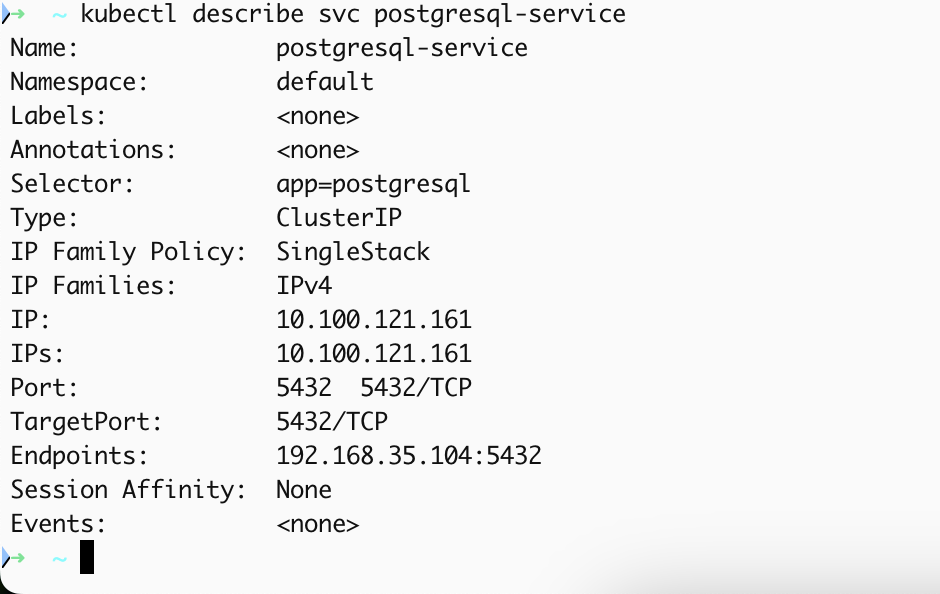 ➜ ~ kubectl describe svc postgresql-service
Name:              postgresql-service
Namespace:         default
Labels:            <none>
Annotations:       <none>
Selector:          app=postgresql
Type:              ClusterIP
IP Family Policy:  SingleStack
IP Families:       IPv4
IP:                10.100.121.161
IPs:               10.100.121.161
Port:              5432  5432/TCP
TargetPort:        5432/TCP
Endpoints:         192.168.35.104:5432
Session Affinity:  None
Events:            <none>
➜ ~